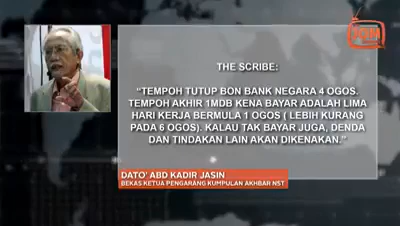 THE SCRIBE:
"TEMPOH TUTUP BON BANK NEGARA 4 OGOS.
TEMPOH AKHIR 1MDB KENA BAYAR ADALAH LIMA
HARI KERJA BERMULA 1 OGOS ( LEBIH KURANG
PADA 6 OGOS). KALAU TAK BAYAR JUGA, DENDA
DAN TINDAKAN LAIN AKAN DIKENAKAN."
DATO' ABD KADIR JASIN
BEKAS KETUA PENGARANG KUMPULAN AKHBAR NST